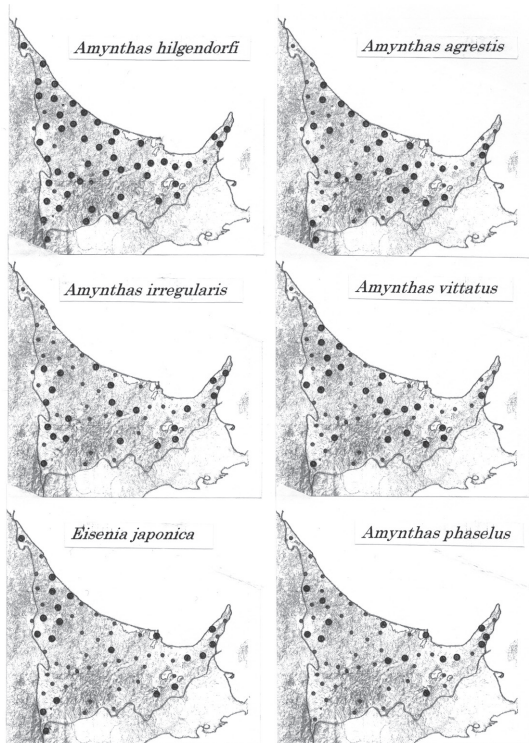 Amynthas hilgendorfi
Amynthas agrestis
Amynthas irregularis
Amynthas vittatus
Eisenia japonica
Amynthas phaselus